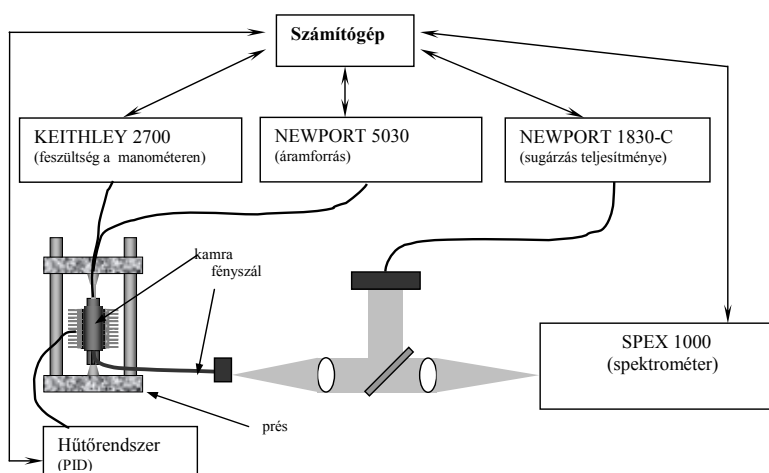 Számítógép
KEITHLEY 2700
(feszültség a manométeren)
NEWPORT 5030
(áramforrás)
NEWPORT 1830-C
(sugárzás teljesítménye)
kamra
fényszál
SPEX 1000
(spektrométer)
prés
Hűtőrendszer
(PID)